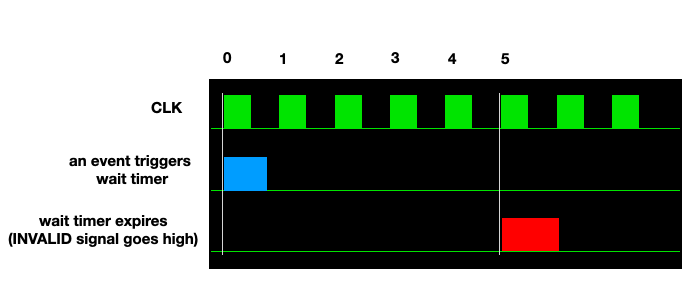 0 1 2 3 4 5
CLK
an event triggers
wait timer
wait timer expires
(INVALID signal goes high)